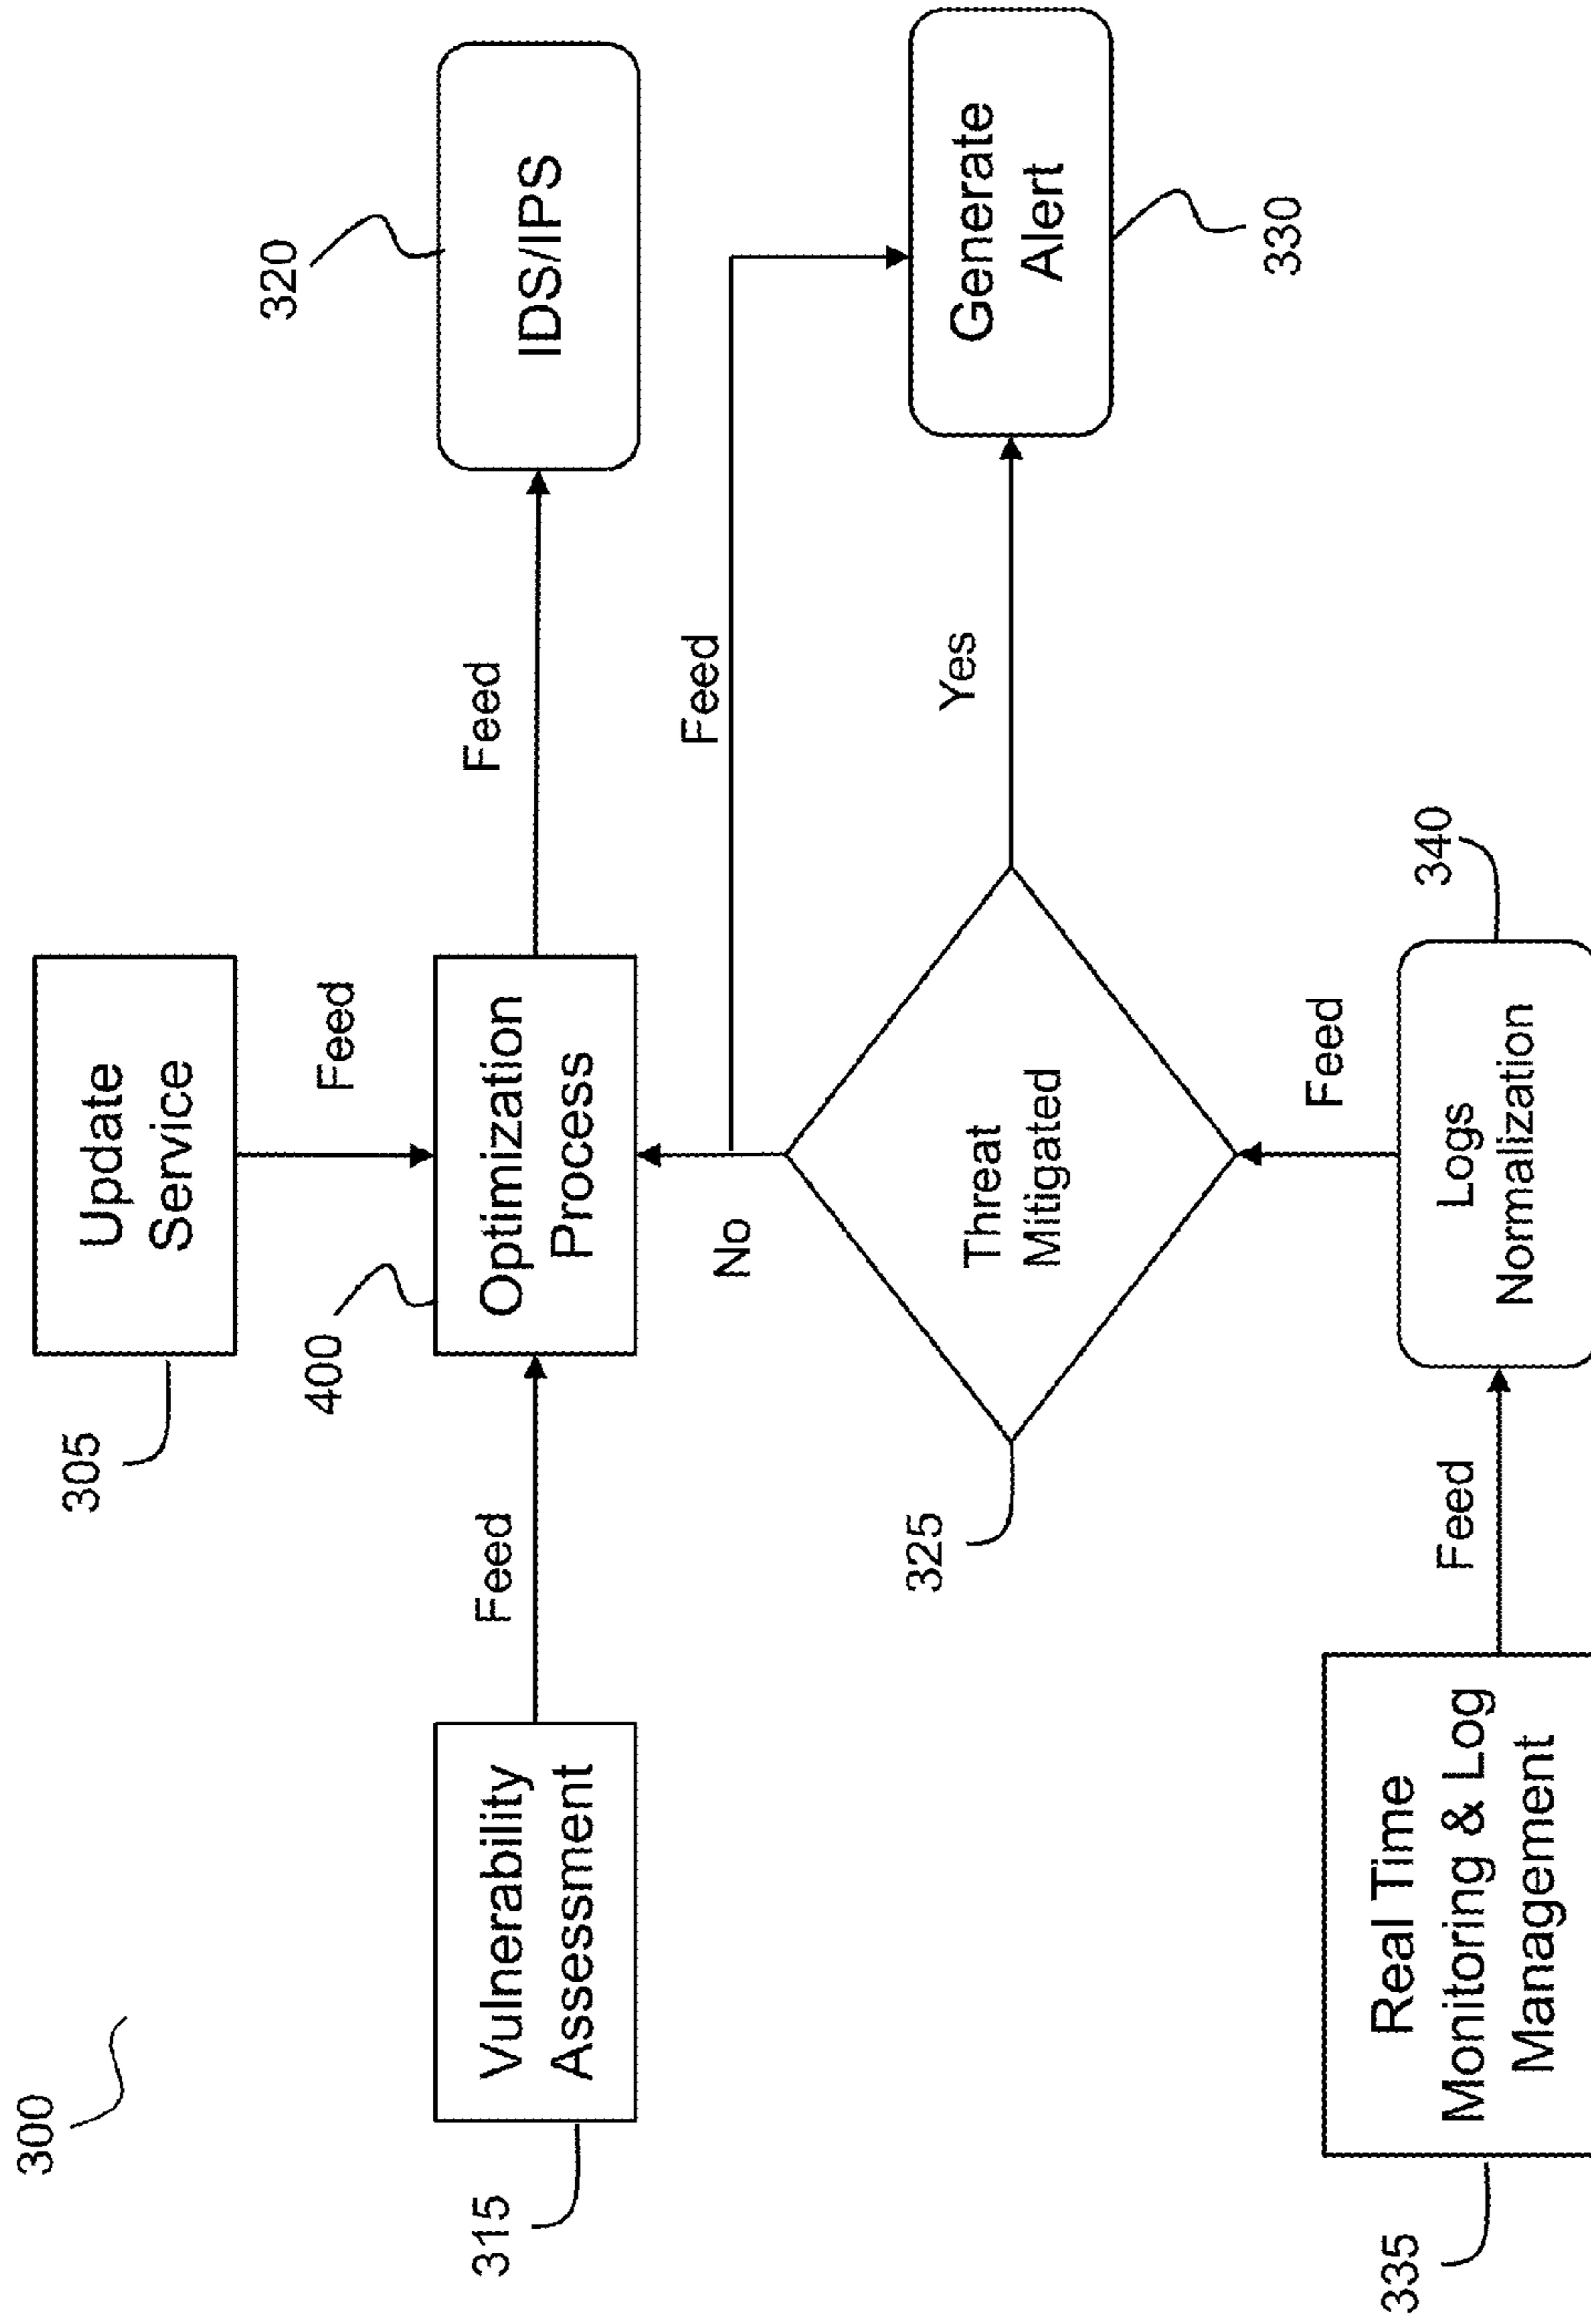 300
305
Update
Service
Feed
315
Vulnerability
Assessment
Feed
400
Optimization
Process
Feed
320
IDS/IPS
No
Feed
325
Threat
Mitigated
Yes
Generate
Alert
330
Feed
335
Real Time
Monitoring & Log
Management
Feed
Logs
Normalization
340